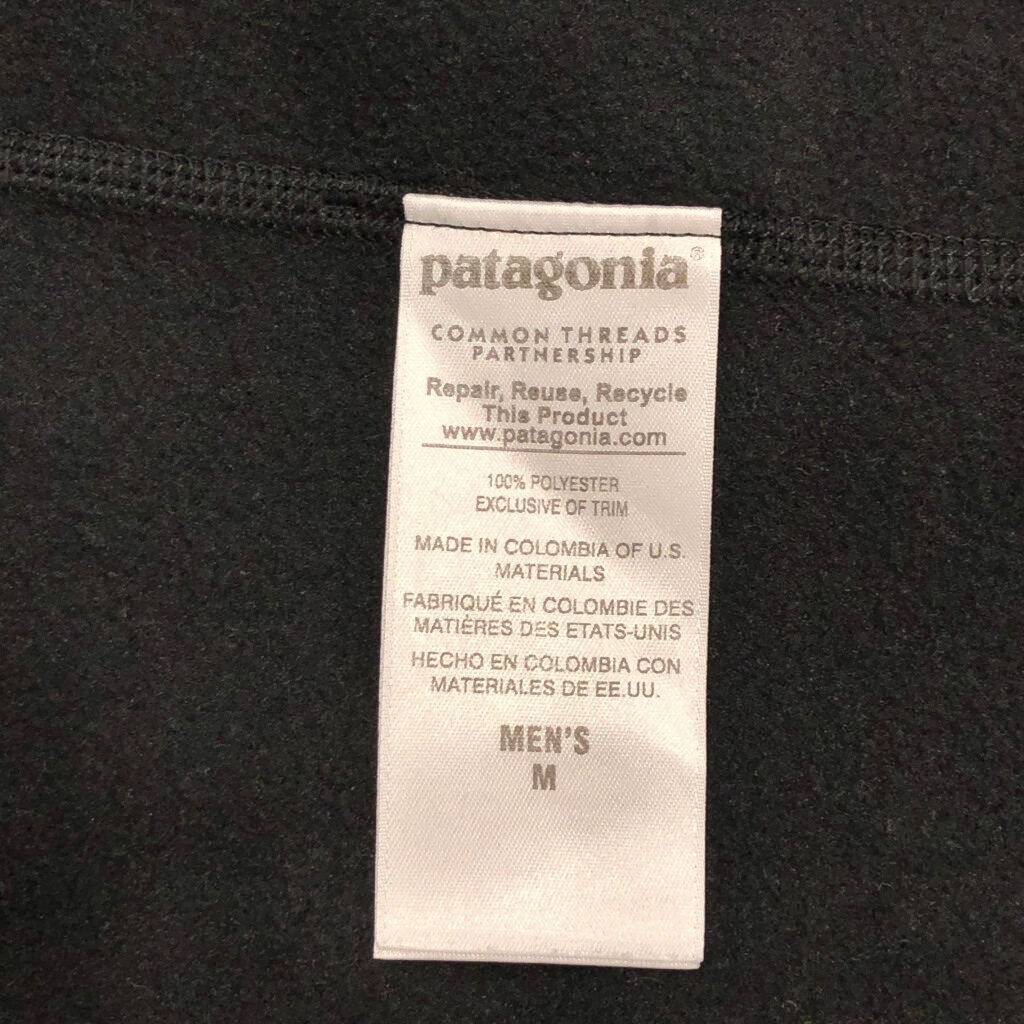 patagonia®
COMMON THREADS
PARTNERSHIP
Repair, Reuse, Recycle
This Product
www.patagonia.com
100% POLYESTER
EXCLUSIVE OF TRIM
MADE IN COLOMBIA OF U.S.
MATERIALS
FABRIQUÉ EN COLOMBIE DES
MATIÈRES DES ETATS-UNIS
HECHO EN COLOMBIA CON
MATERIALES DE EE.UU.
MEN'S
M